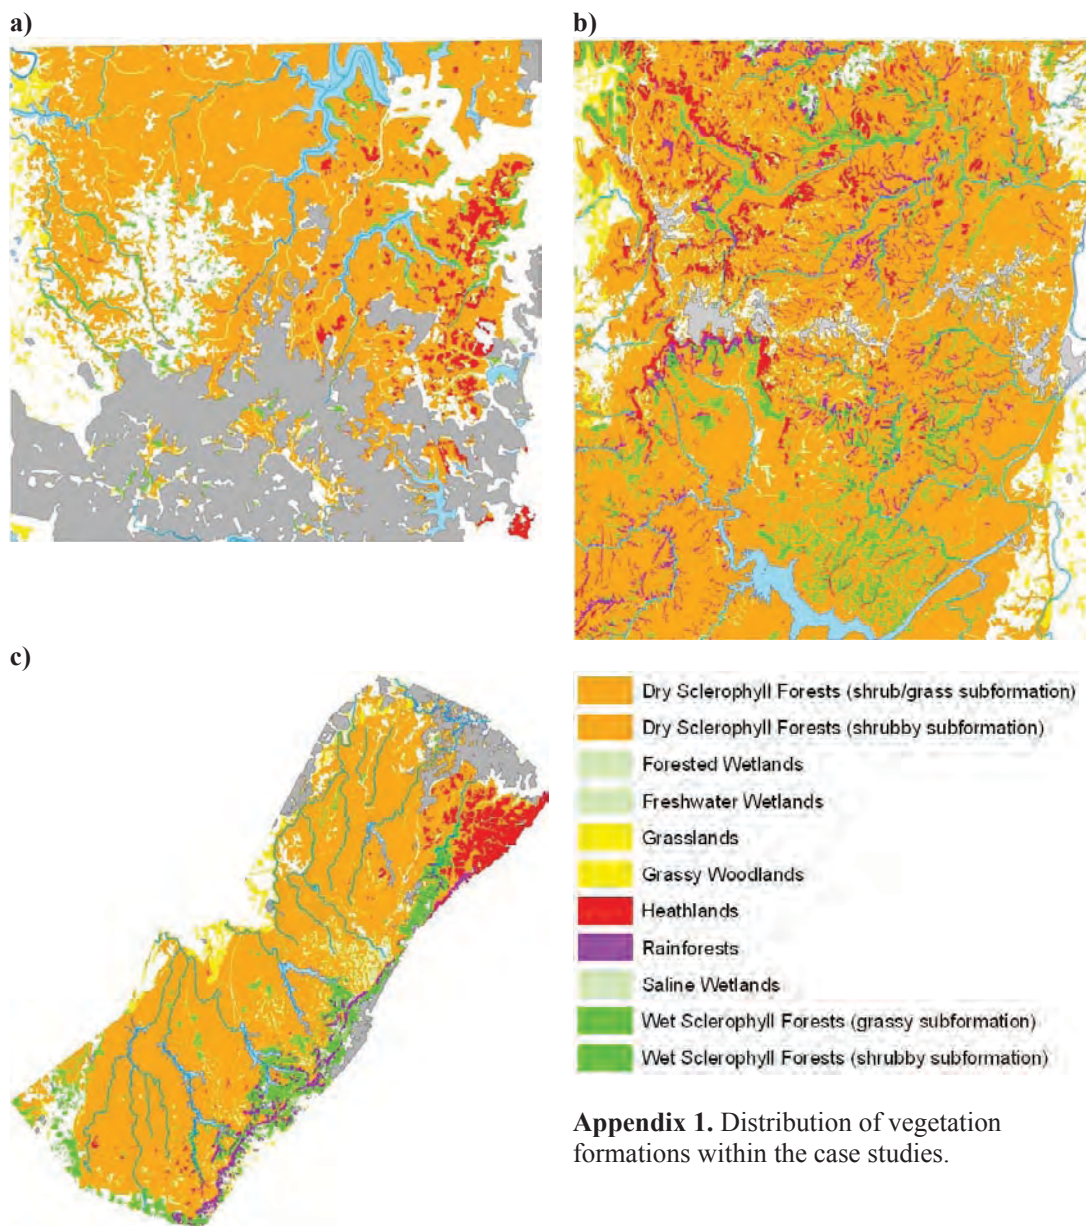 a)
b)
c)
Dry Sclerophyll Forests (shrub/grass subformation)
Dry Sclerophyll Forests (shrubby subformation)
Forested Wetlands
Freshwater Wetlands
Grasslands
Grassy Woodlands
Heathlands
Rainforests
Saline Wetlands
Wet Sclerophyll Forests (grassy subformation)
Wet Sclerophyll Forests (shrubby subformation)
Appendix 1. Distribution of vegetation
formations within the case studies.